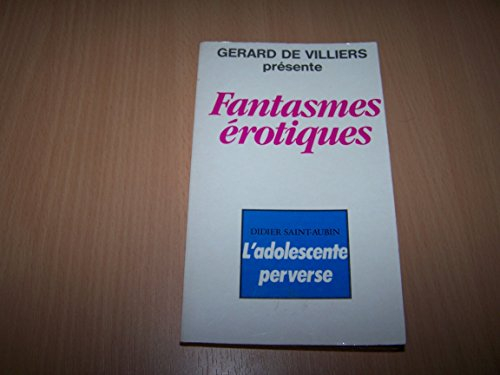 GERARD DE VILLIERS
présente
Fantasmes
érotiques
DIDIER SAINT-AUBIN
L'adolescente
perverse